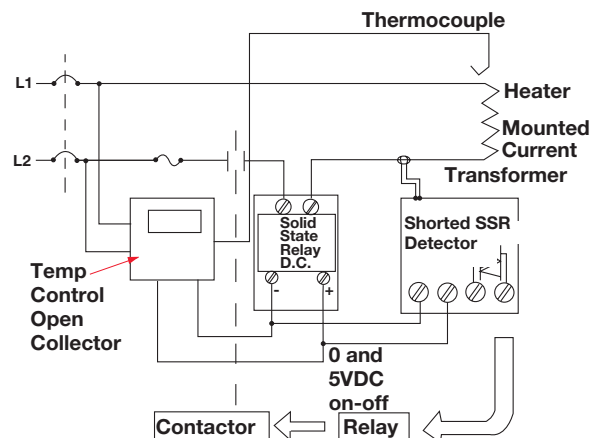 Thermocouple
L1
Heater
Mounted
Current
Transformer
L2
Solid
State
Relay
D.C.
- +
Shorted SSR
Detector
Temp
Control
Open
Collector
0 and
5VDC
on-off
Contactor
Relay